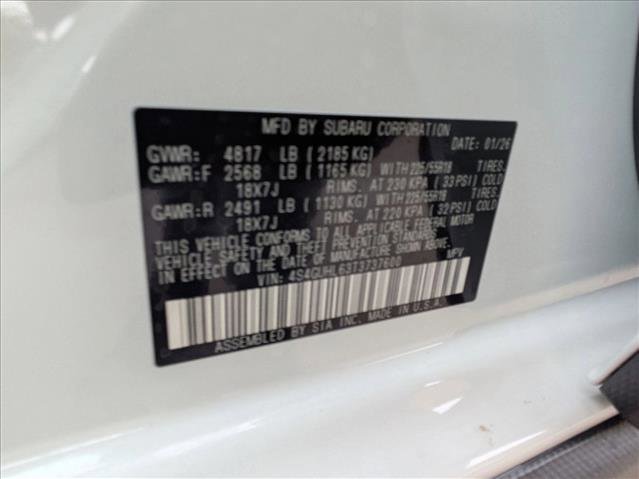 MFD BY SUBARU CORPORATION
DATE: 01/26
GVWR: 4817 LB ( 2185 KG)
GAWR:F 2568 LB ( 1165 KG) WITH 225/55R18 TIRES.
18X7J RIMS. AT 230 KPA ( 33 PSI) COLD
GAWR:R 2491 LB ( 1130 KG) WITH 225/55R18 TIRES.
18X7J RIMS. AT 220 KPA ( 32 PSI) COLD
THIS VEHICLE CONFORMS TO ALL APPLICABLE FEDERAL MOTOR
VEHICLE SAFETY AND THEFT PREVENTION STANDARDS IN EFFECT
ON THE DATE OF MANUFACTURE SHOWN ABOVE.
VIN: 4S4GUHL63T3737600 MPV
ASSEMBLED BY SIA INC. MADE IN U.S.A.